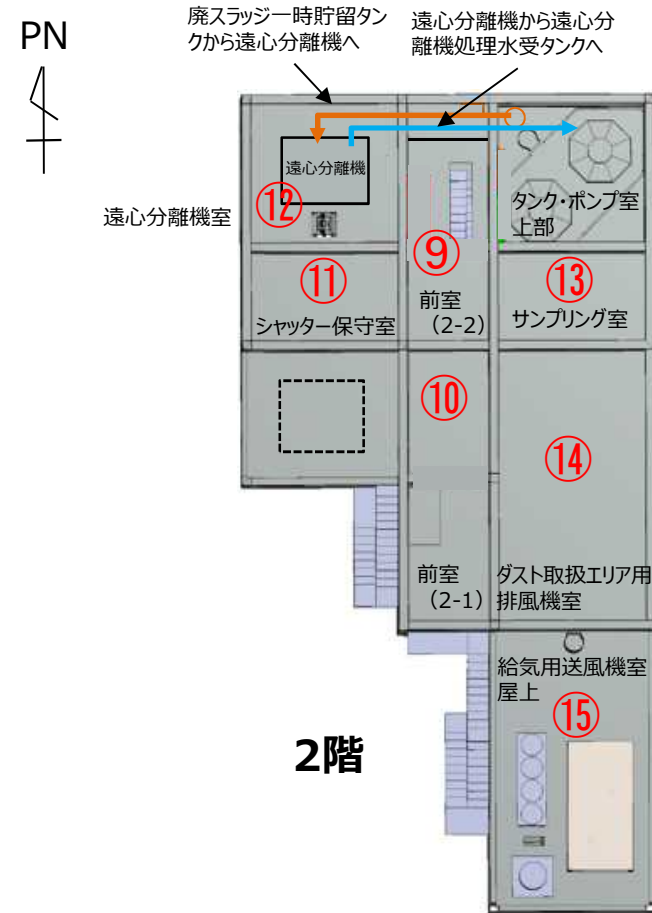 PN
廃スラッジ一時貯留タン
クから遠心分離機へ
遠心分離機から遠心分
離機処理水受タンクへ
遠心分離機
⑫
遠心分離機室
タンク・ポンプ室
上部
⑨
⑪
シャッター保守室
前室
(2-2)
⑬
サンプリング室
⑩
⑭
前室
(2-1)
ダスト取扱エリア用
排風機室
給気用送風機室
屋上
⑮
2階